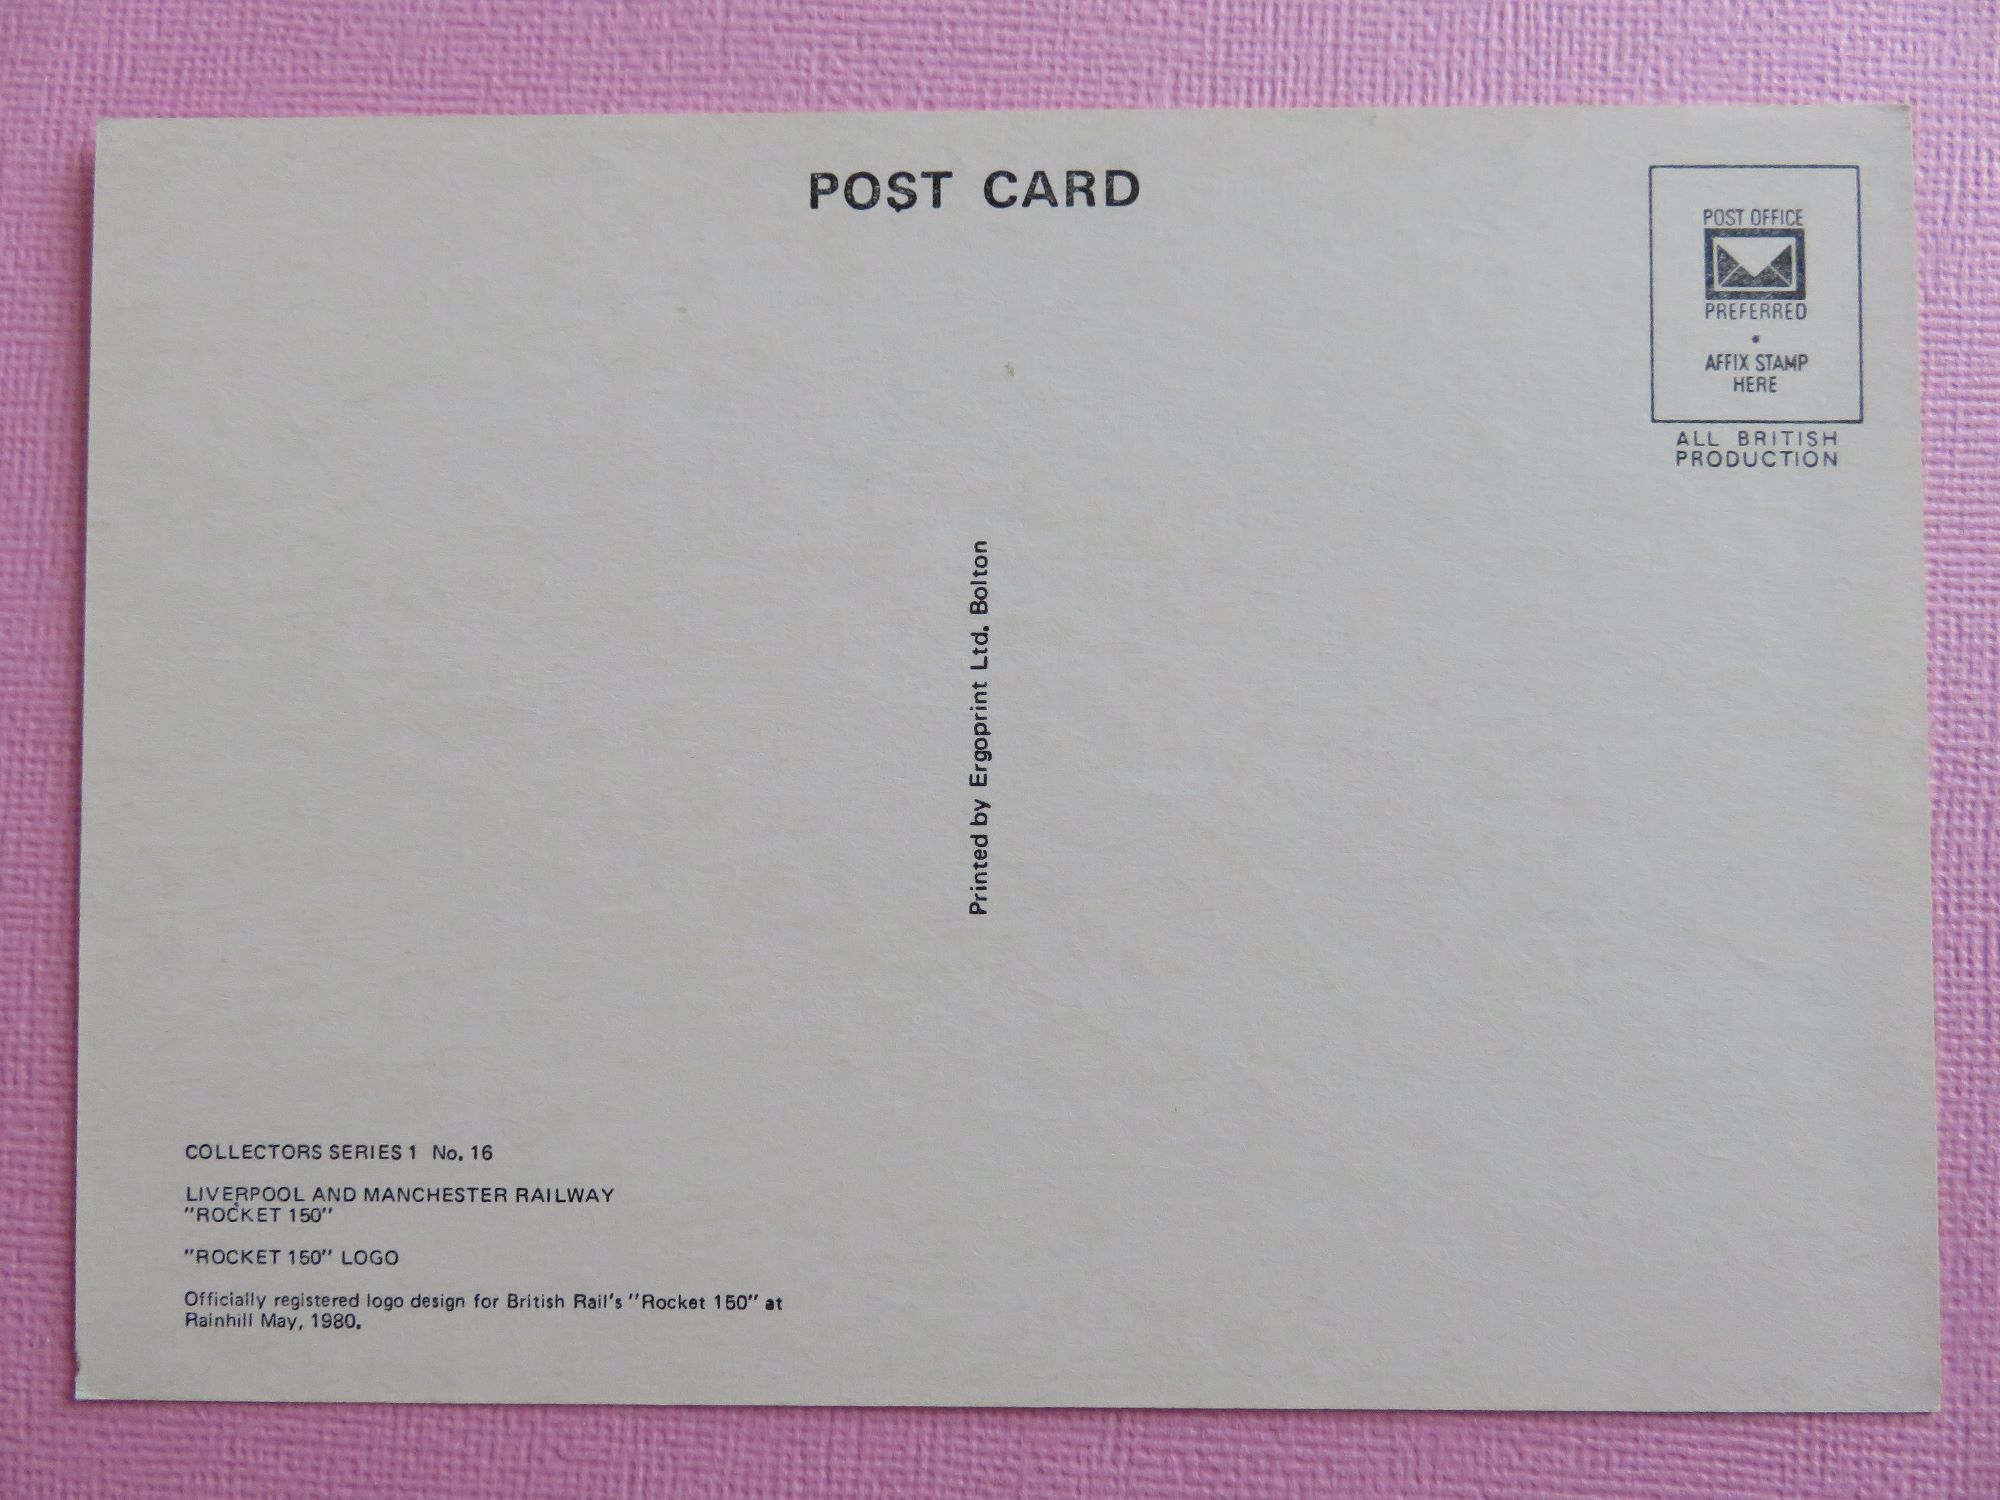 POST CARD
POST OFFICE
PREFERRED
AFFIX STAMP
HERE
ALL BRITISH
PRODUCTION
Printed by Ergoprint Ltd. Bolton
COLLECTORS SERIES 1 No. 16
LIVERPOOL AND MANCHESTER RAILWAY
"ROCKET 150"
"ROCKET 150" LOGO
Officially registered logo design for British Rail's "Rocket 150" at
Rainhill May, 1980.